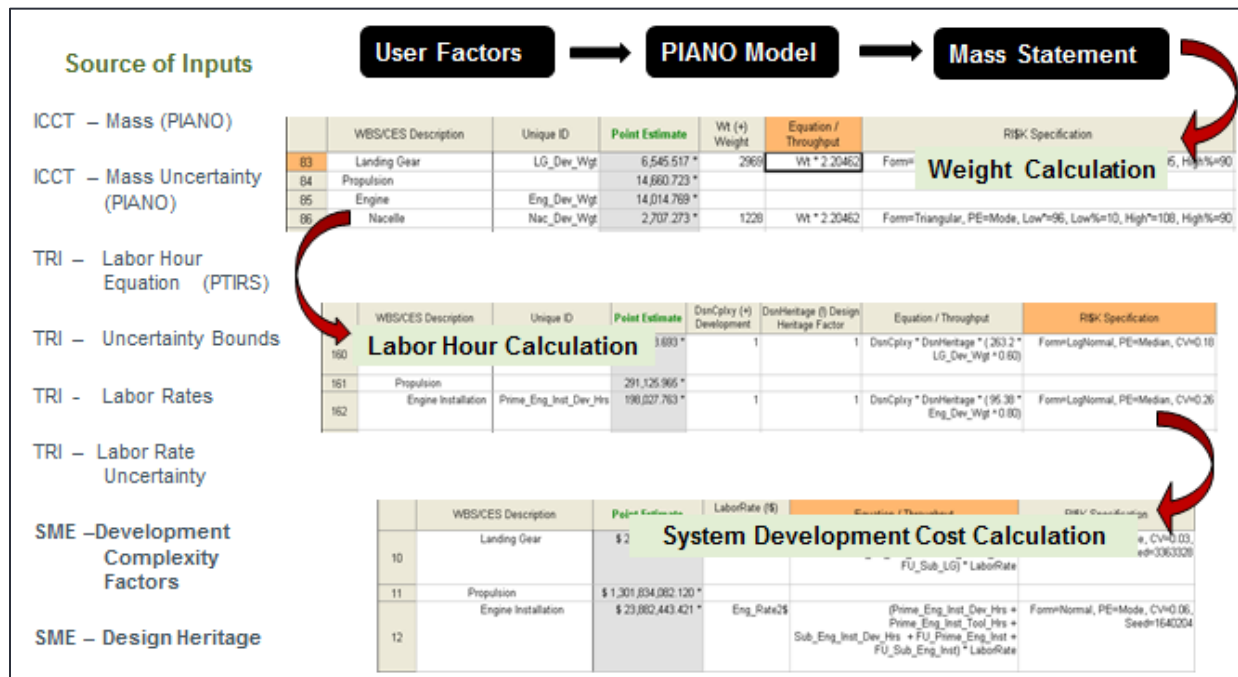 Source of Inputs
ICCT – Mass (PIANO)
ICCT – Mass Uncertainty
(PIANO)
TRI – Labor Hour
Equation (PTIRS)
TRI – Uncertainty Bounds
TRI - Labor Rates
TRI – Labor Rate
Uncertainty
SME –Development
Complexity
Factors
SME – Design Heritage
User Factors PIANO Model Mass Statement
WBS/CES Description Unique ID Point Estimate Wt (+) Weight Equation / Throughput RI$K Specification
83 Landing Gear LG_Dev_Wgt 6,545.517 * 2969 Wt * 2.20462 Form= 5, High%=90
Weight Calculation
84 Propulsion 14,660.723 *
85 Engine Eng_Dev_Wgt 14,014.769 *
86 Nacelle Nac_Dev_Wgt 2,707.273 * 1228 Wt * 2.20462 Form=Triangular, PE=Mode, Low*=96, Low%=10, High*=108, High%=90
WBS/CES Description Unique ID Point Estimate DsnCplxy (+) Development DsnHeritage (!) Design Heritage Factor Equation / Throughput RI$K Specification
Labor Hour Calculation
160 .693 * 1 1 DsnCplxy * DsnHeritage * ( 263.2 * Form=LogNormal, PE=Median, CV=0.18
LG_Dev_Wgt ^ 0.60)
161 Propulsion 291,125.965 *
162 Engine Installation Prime_Eng_Inst_Dev_Hrs 198,027.763 * 1 1 DsnCplxy * DsnHeritage * ( 95.38 * Form=LogNormal, PE=Median, CV=0.26
Eng_Dev_Wgt ^ 0.80)
WBS/CES Description Point Estimate LaborRate (!$) Equation / Throughput RI$K Specification
System Development Cost Calculation
10 Landing Gear $ 2 e, CV=0.03,
ed=3363328
FU_Sub_LG) * LaborRate
11 Propulsion $ 1,301,834,082.120 *
12 Engine Installation $ 23,882,443.421 * Eng_Rate2$ (Prime_Eng_Inst_Dev_Hrs + Form=Normal, PE=Mode, CV=0.06,
Prime_Eng_Inst_Tool_Hrs + Seed=1640204
Sub_Eng_Inst_Dev_Hrs + FU_Prime_Eng_Inst +
FU_Sub_Eng_Inst) * LaborRate